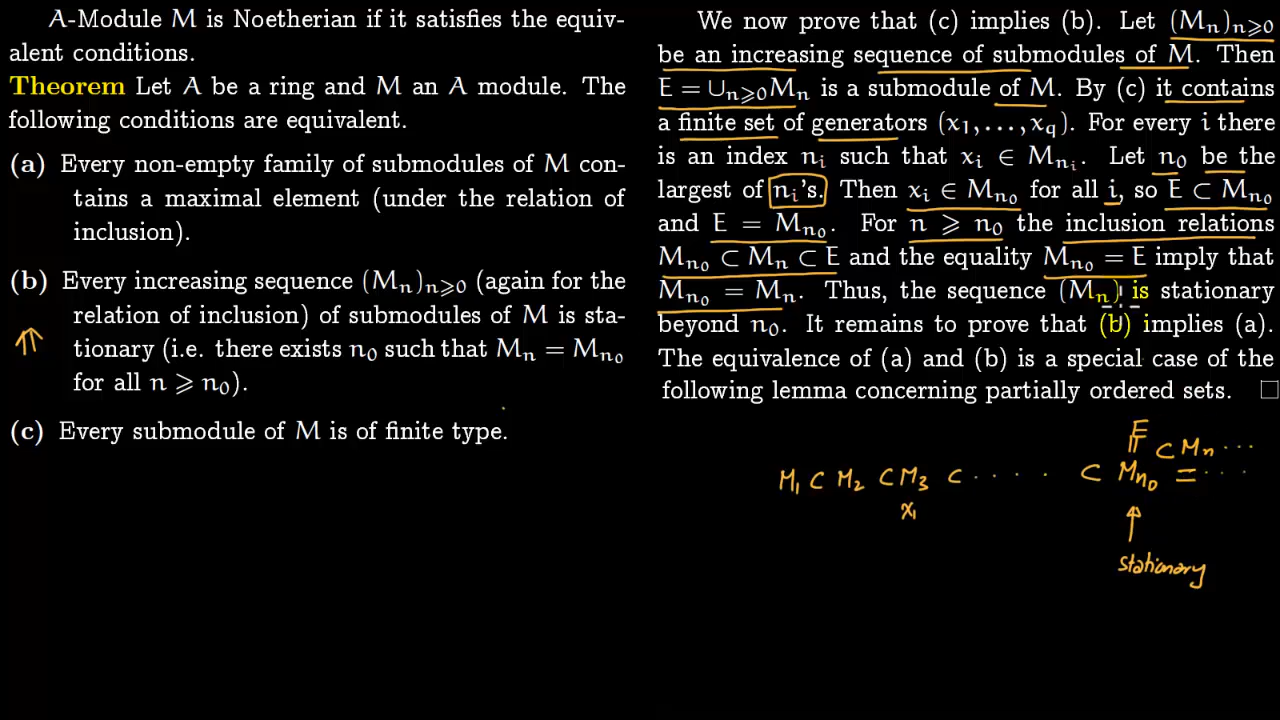 A-Module M is Noetherian if it satisfies the equiv-
alent conditions.
Theorem Let A be a ring and M an A module. The
following conditions are equivalent.
(a) Every non-empty family of submodules of M con-
tains a maximal element (under the relation of
inclusion).
(b) Every increasing sequence (Mₙ)ₙ⩾₀ (again for the
relation of inclusion) of submodules of M is sta-
tionary (i.e. there exists n₀ such that Mₙ = Mₙ₀
for all n ⩾ n₀).
(c) Every submodule of M is of finite type.
We now prove that (c) implies (b). Let (Mₙ)ₙ⩾₀
be an increasing sequence of submodules of M. Then
E = ∪ₙ⩾₀Mₙ is a submodule of M. By (c) it contains
a finite set of generators (x₁,...,x_q). For every i there
is an index nᵢ such that xᵢ ∈ Mₙᵢ. Let n₀ be the
largest of nᵢ's. Then xᵢ ∈ Mₙ₀ for all i, so E ⊂ Mₙ₀
and E = Mₙ₀. For n ⩾ n₀ the inclusion relations
Mₙ₀ ⊂ Mₙ ⊂ E and the equality Mₙ₀ = E imply that
Mₙ₀ = Mₙ. Thus, the sequence (Mₙ) is stationary
beyond n₀. It remains to prove that (b) implies (a).
The equivalence of (a) and (b) is a special case of the
following lemma concerning partially ordered sets. □
E ⊂ Mₙ ···
M₁ ⊂ M₂ ⊂ M₃ ⊂ ···· ⊂ Mₙ₀ = ···
x₁
stationary